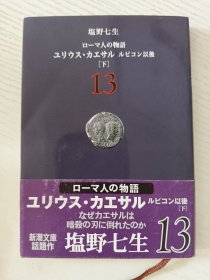 塩野七生
ローマ人の物語
ユリウス・カエサル ルビコン以後
[下]
13
ローマ人の物語
ユリウス・カエサル ルビコン以後
[下]
なぜカエサルは
暗殺の刃に倒れたのか
新潮文庫
話題作
塩野七生
13